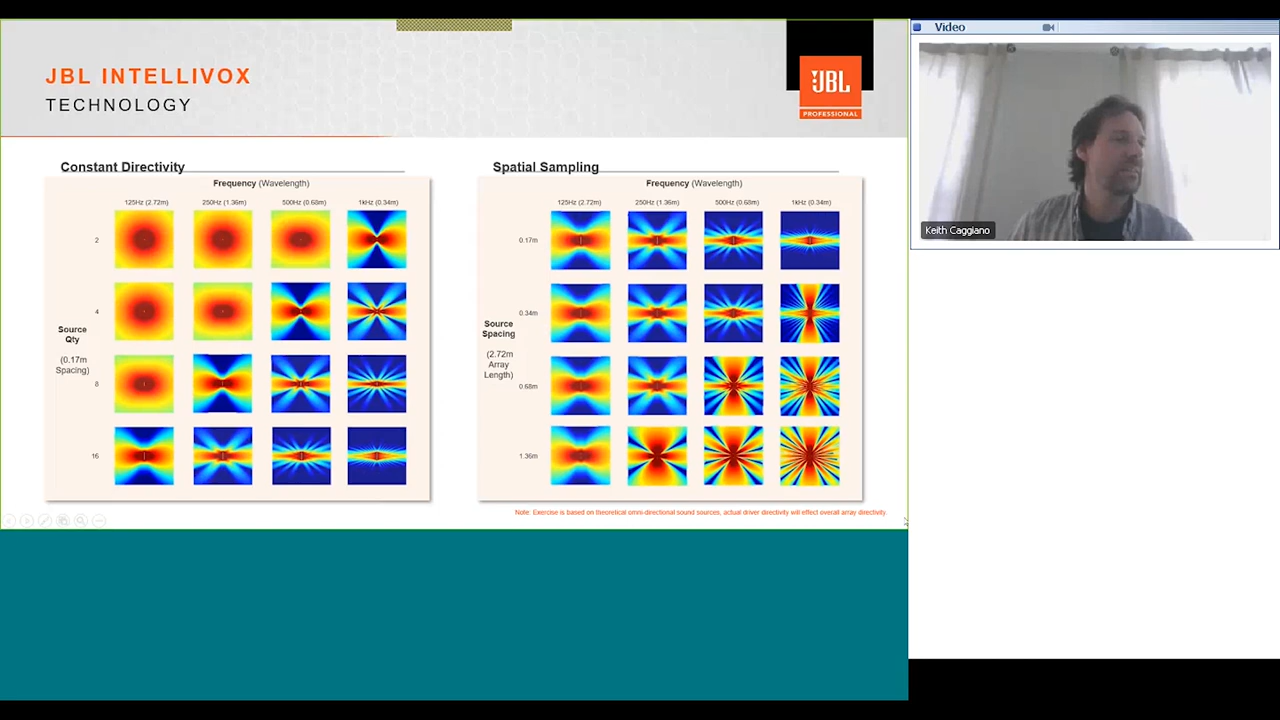 JBL INTELLIVOX
TECHNOLOGY
JBL
PROFESSIONAL
Constant Directivity
Frequency (Wavelength)
125Hz (2.72m) 250Hz (1.36m) 500Hz (0.68m) 1kHz (0.34m)
2
4
Source
Qty
(0.17m
Spacing)
8
16
Spatial Sampling
Frequency (Wavelength)
125Hz (2.72m) 250Hz (1.36m) 500Hz (0.68m) 1kHz (0.34m)
0.17m
0.34m
Source
Spacing
(2.72m
Array
Length)
0.68m
1.36m
Note: Exercise is based on theoretical omni-directional sound sources, actual driver directivity will effect overall array directivity.
Video
Keith Caggiano